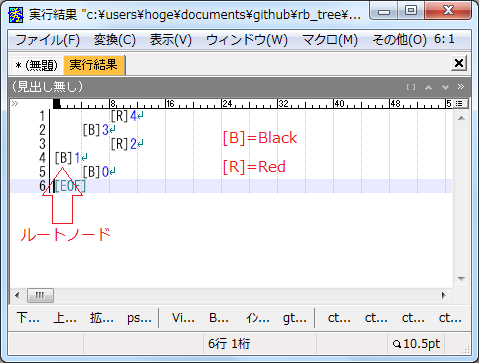 実行結果 "c:¥users¥hoge¥documents¥github¥rb_tree¥...
ファイル(F) 変換(C) 表示(V) ウィンドウ(W) マクロ(M) その他(O) 6:1
* (無題) 実行結果
(見出し無し)
0 8 16 24 32 40 48 5
1 [R]4↵
2 [B]3↵
3 [R]2↵
4 [B]1↵
5 [B]0↵
6 [EOF]
[B]=Black
[R]=Red
ルートノード
下... 上... 拡... ps... Vi... B... イン... gt... ct... ct... ct... ct...
6行 1桁 10.5pt